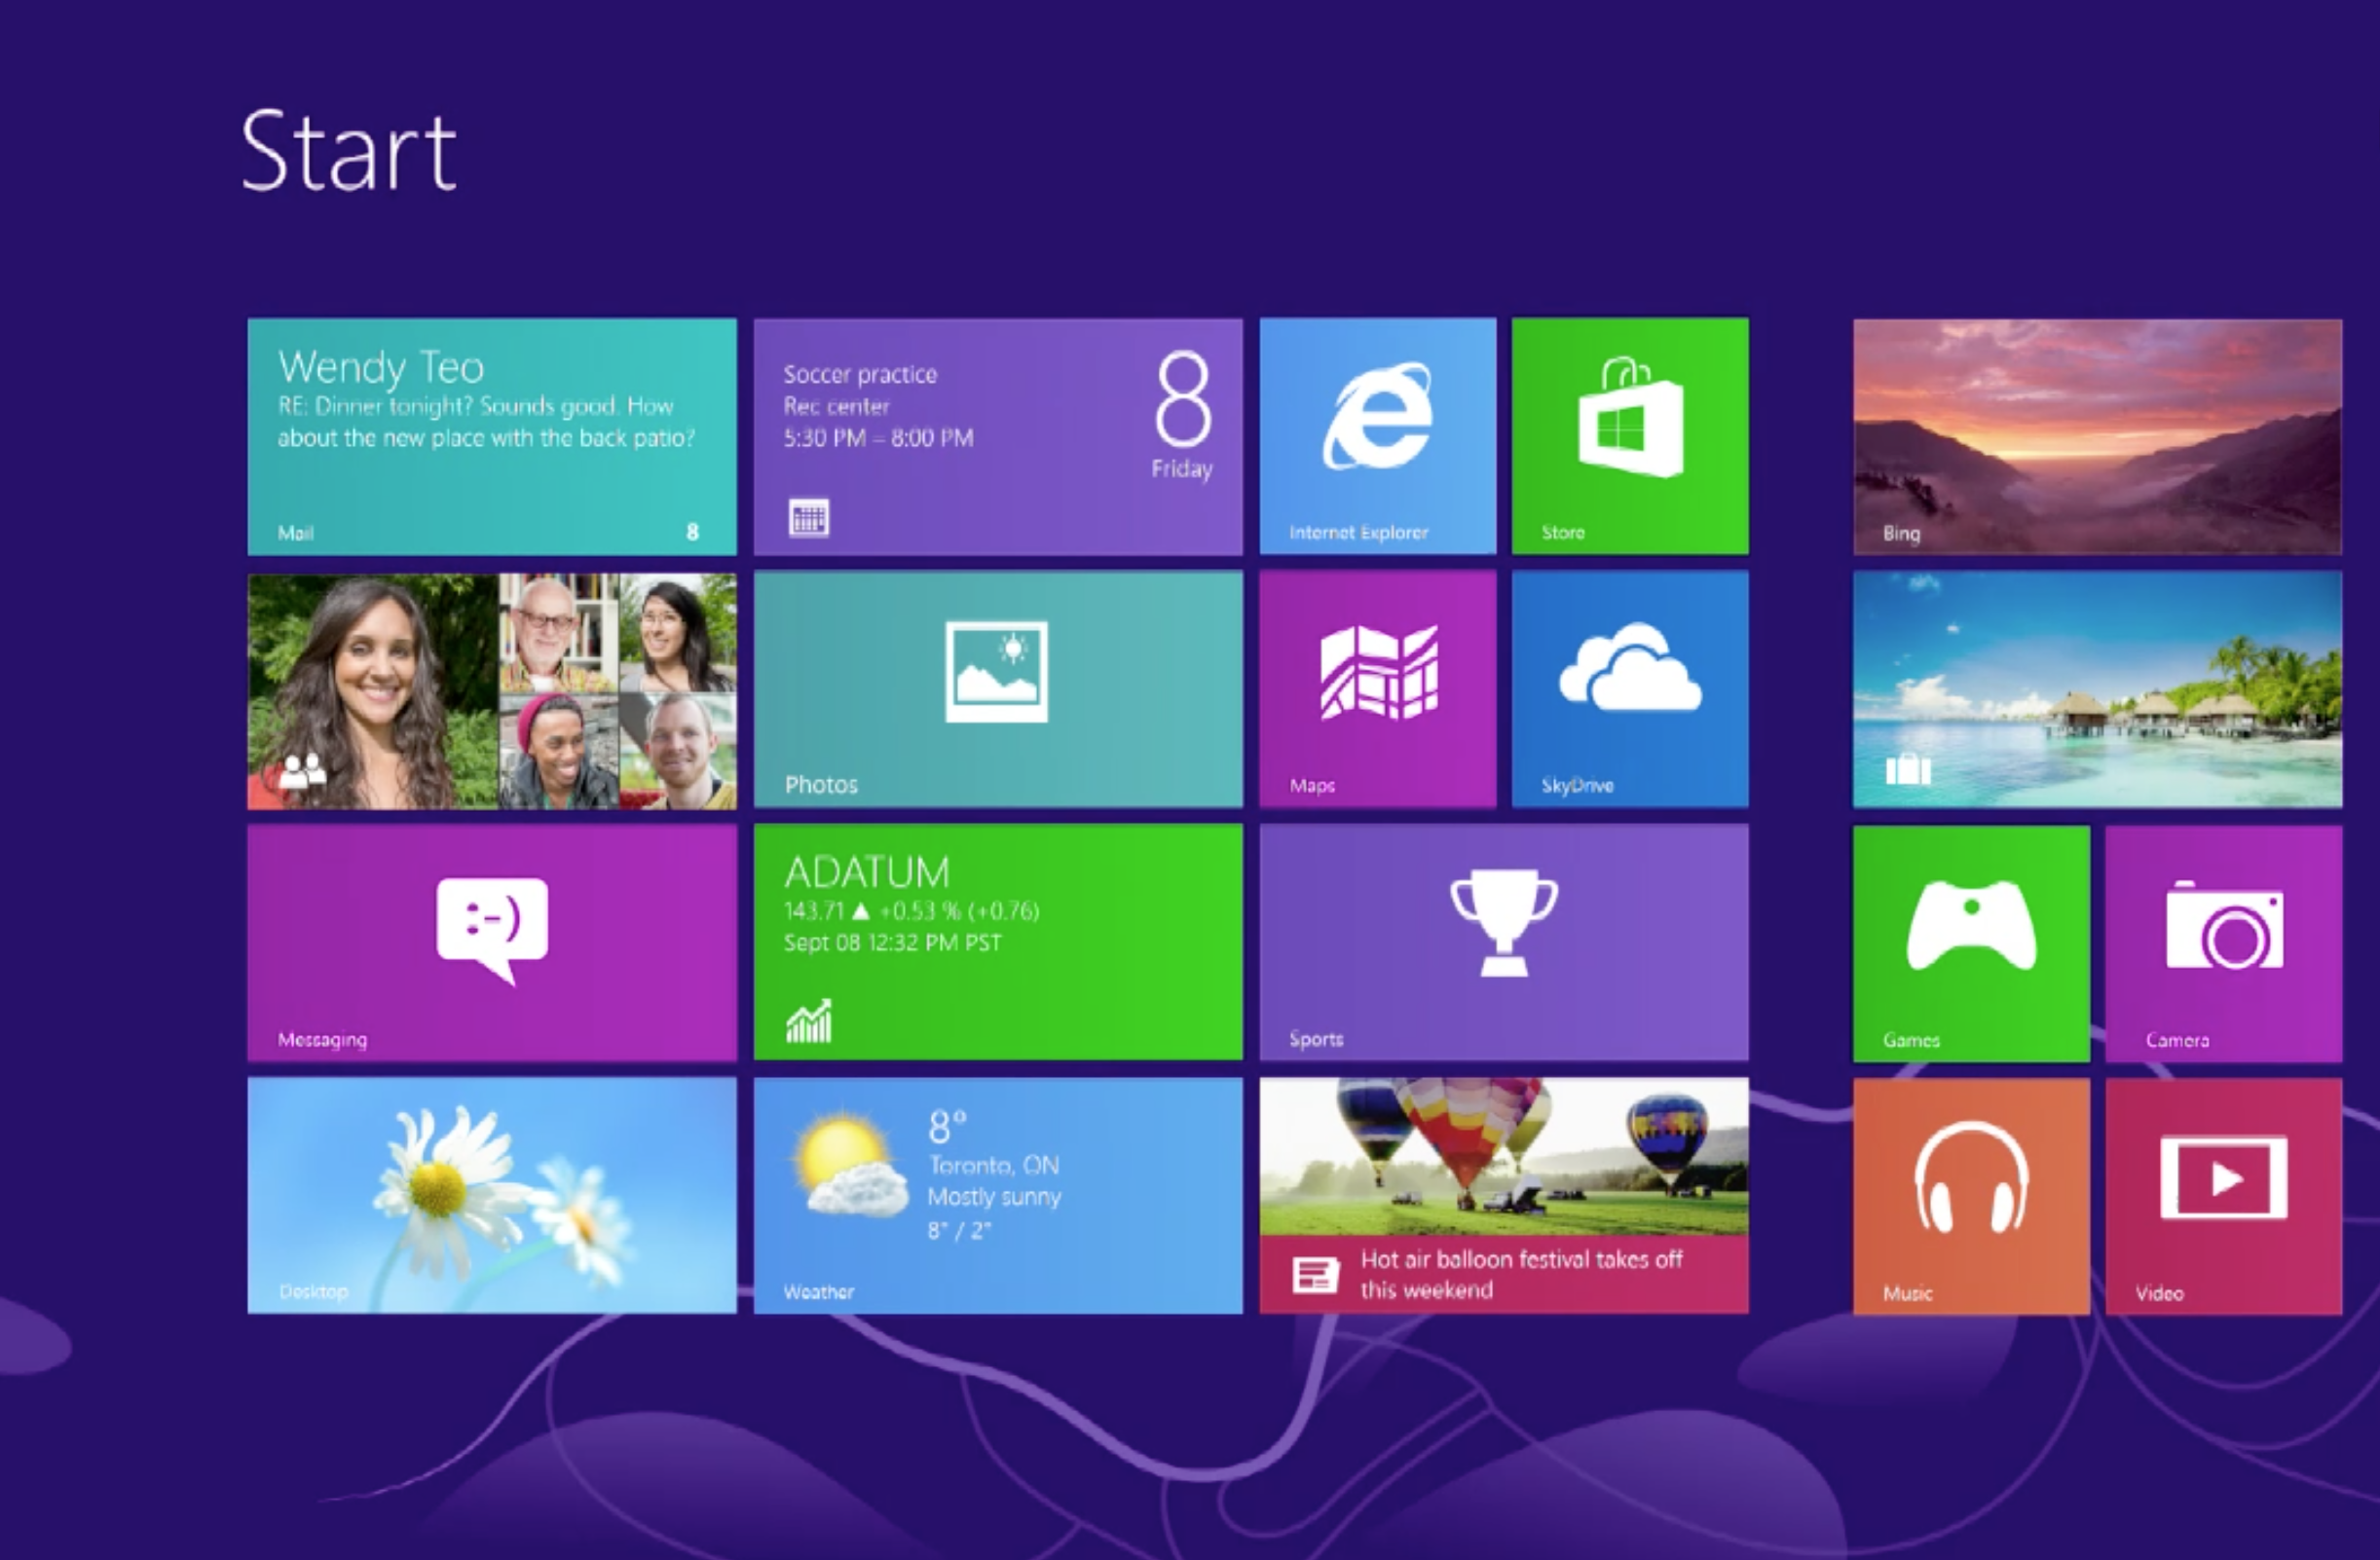 Start
Wendy Teo
RE: Dinner tonight? Sounds good. How
about the new place with the back patio?
Mail
8
Soccer practice
Rec center
5:30 PM – 8:00 PM
8
Friday
Internet Explorer
Store
Bing
Photos
Maps
SkyDrive
:-)
Messaging
ADATUM
143.71 ▲ +0.53 % (+0.76)
Sept 08 12:32 PM PST
Sports
Games
Camera
Desktop
8°
Toronto, ON
Mostly sunny
8° / 2°
Weather
Hot air balloon festival takes off
this weekend
Music
Video